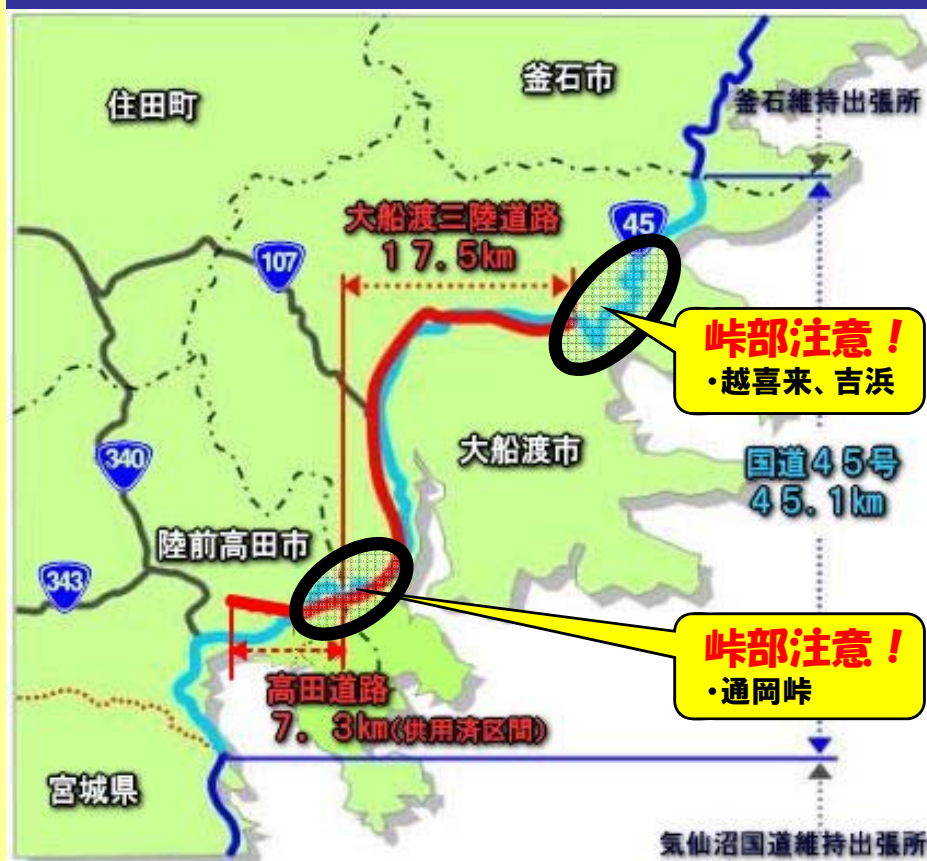 釜石市
住田町
釜石維持出張所
大船渡三陸道路
17.5km
45
107
峠部注意！
・越喜来、吉浜
大船渡市
国道45号
45.1km
340
陸前高田市
343
峠部注意！
・通岡峠
高田道路
7.3km(供用済区間)
宮城県
気仙沼国道維持出張所